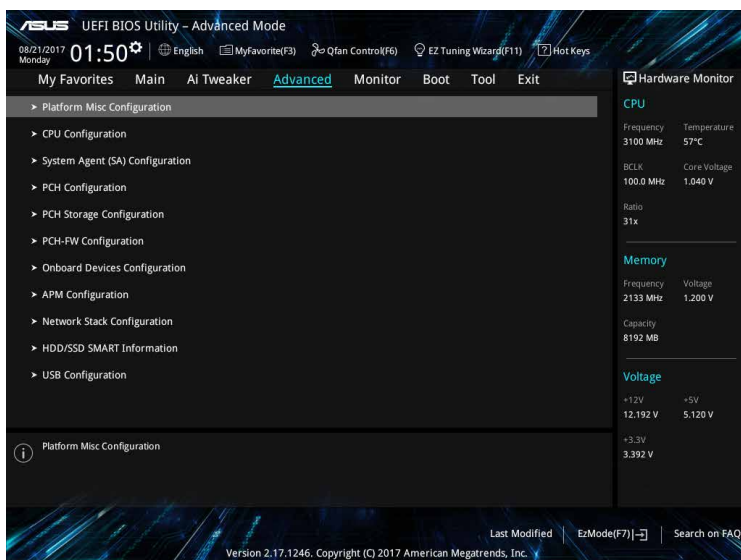 ASUS UEFI BIOS Utility – Advanced Mode
08/21/2017
Monday
01:50
English
MyFavorite(F3)
Qfan Control(F6)
EZ Tuning Wizard(F11)
? Hot Keys
My Favorites Main Ai Tweaker Advanced Monitor Boot Tool Exit
Hardware Monitor
> Platform Misc Configuration
> CPU Configuration
> System Agent (SA) Configuration
> PCH Configuration
> PCH Storage Configuration
> PCH-FW Configuration
> Onboard Devices Configuration
> APM Configuration
> Network Stack Configuration
> HDD/SSD SMART Information
> USB Configuration
CPU
Frequency Temperature
3100 MHz 57°C
BCLK Core Voltage
100.0 MHz 1.040 V
Ratio
31x
Memory
Frequency Voltage
2133 MHz 1.200 V
Capacity
8192 MB
Voltage
+12V +5V
12.192 V 5.120 V
+3.3V
3.392 V
i Platform Misc Configuration
Last Modified
EzMode(F7)
Search on FAQ
Version 2.17.1246. Copyright (C) 2017 American Megatrends, Inc.